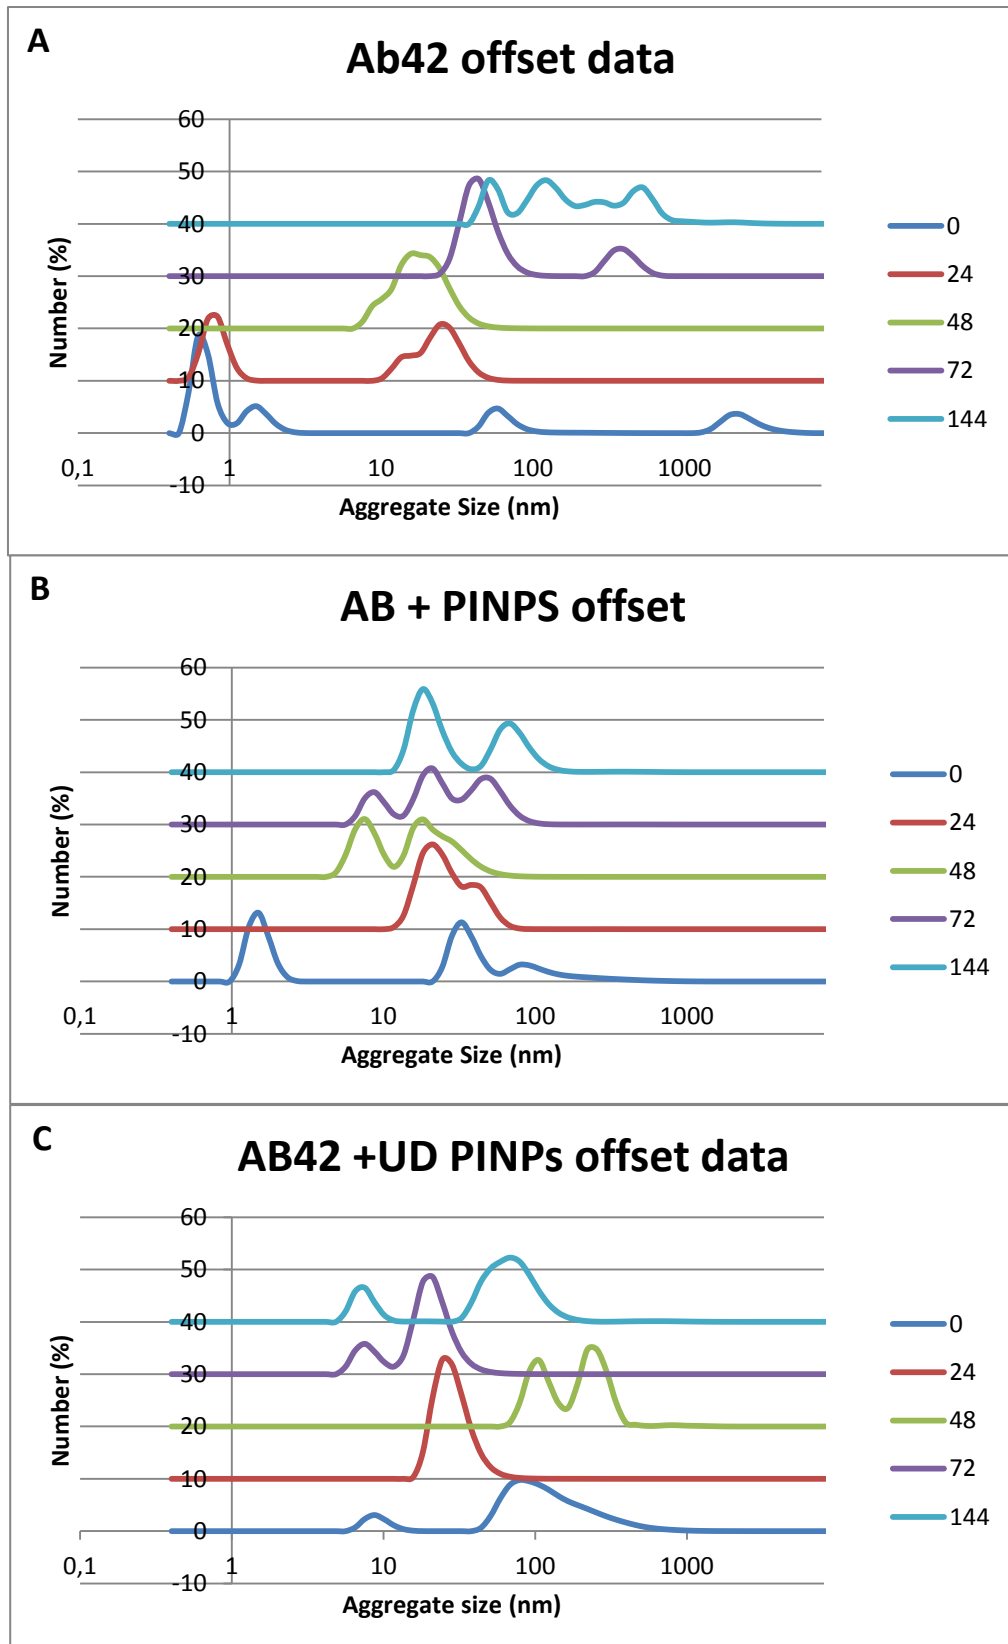 A
Ab42 offset data
60
50
40
30
20
10
0
-10
Number (%)
0,1 1 10 100 1000
Aggregate Size (nm)
0
24
48
72
144
B
AB + PINPS offset
60
50
40
30
20
10
0
-10
Number (%)
0,1 1 10 100 1000
Aggregate Size (nm)
0
24
48
72
144
C
AB42 +UD PINPs offset data
60
50
40
30
20
10
0
-10
Number (%)
0,1 1 10 100 1000
Aggregate size (nm)
0
24
48
72
144